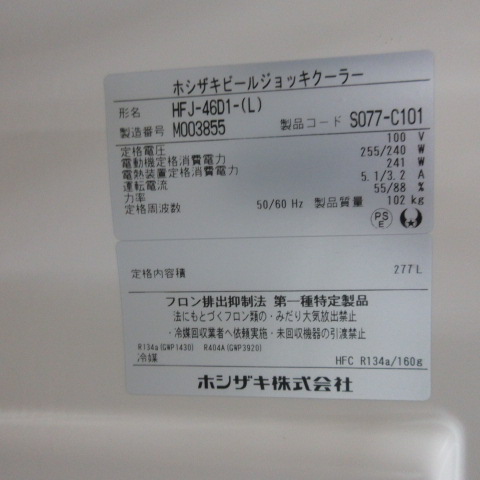 ホシザキビールジョッキクーラー
形名 HFJ-46D1-(L)
製造番号 M003855 製品コード S077-C101
定格電圧 100 V
電動機定格消費電力 255/240 W
電熱装置定格消費電力 241 W
運転電流 5.1/3.2 A
力率 55/88 %
定格周波数 50/60 Hz 製品質量 102 kg
PS
E
定格内容積 277 L
フロン排出抑制法 第一種特定製品
法にもとづくフロン類の・みだり大気放出禁止
・冷媒回収業者へ依頼実施・未回収機器の引渡禁止
R134a(GWP1430) R404A(GWP3920)
冷媒 HFC R134a/160g
ホシザキ株式会社